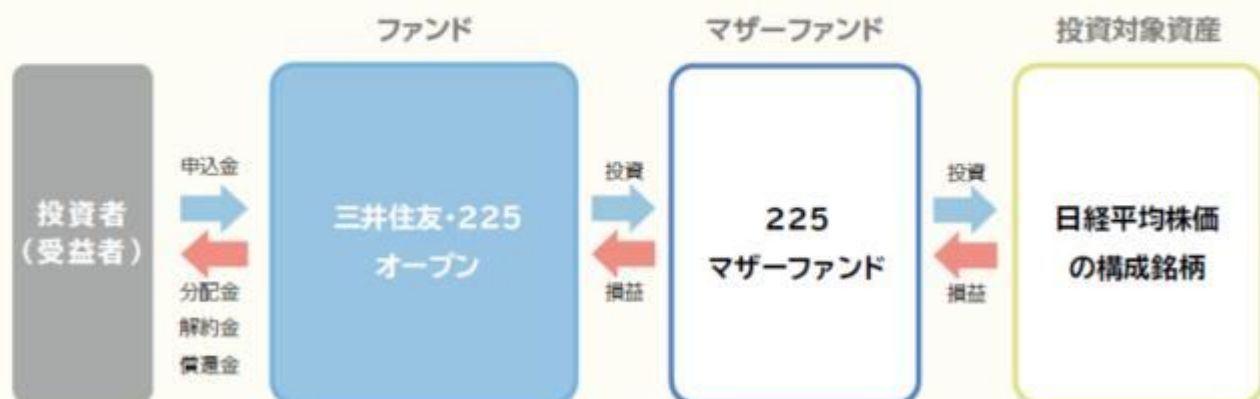 ファンド
マザーファンド
投資対象資産
投資者
(受益者)
申込金
分配金
解約金
償還金
三井住友・225
オープン
投資
損益
225
マザーファンド
投資
損益
日経平均株価
の構成銘柄